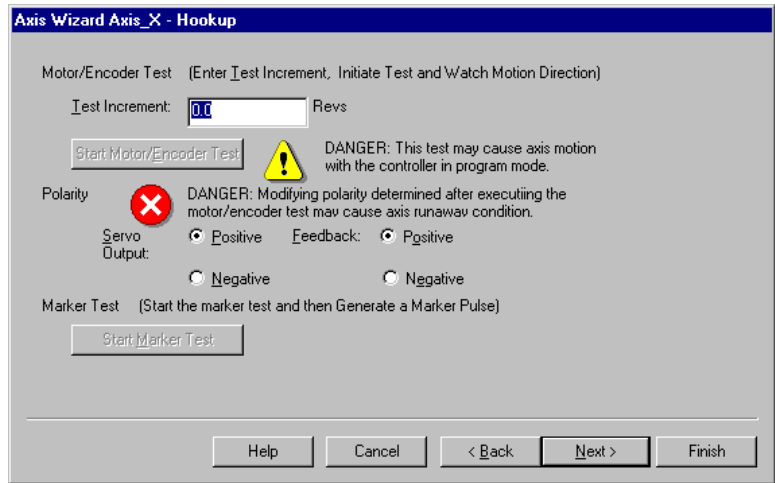 Axis Wizard Axis_X - Hookup
Motor/Encoder Test (Enter Test Increment, Initiate Test and Watch Motion Direction)
Test Increment: 0.0 Revs
Start Motor/Encoder Test
DANGER: This test may cause axis motion
with the controller in program mode.
Polarity
DANGER: Modifying polarity determined after executiing the
motor/encoder test may cause axis runaway condition.
Servo
Output:
Positive
Feedback:
Positive
Negative
Negative
Marker Test (Start the marker test and then Generate a Marker Pulse)
Start Marker Test
Help
Cancel
< Back
Next >
Finish